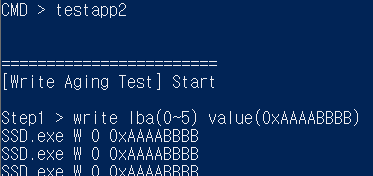 CMD > testapp2
========================
[Write Aging Test] Start
Step1 > write lba(0~5) value(0xAAAABBBB)
SSD.exe W 0 0xAAAABBBB
SSD.exe W 0 0xAAAABBBB
SSD.exe W 0 0xAAAABBBB